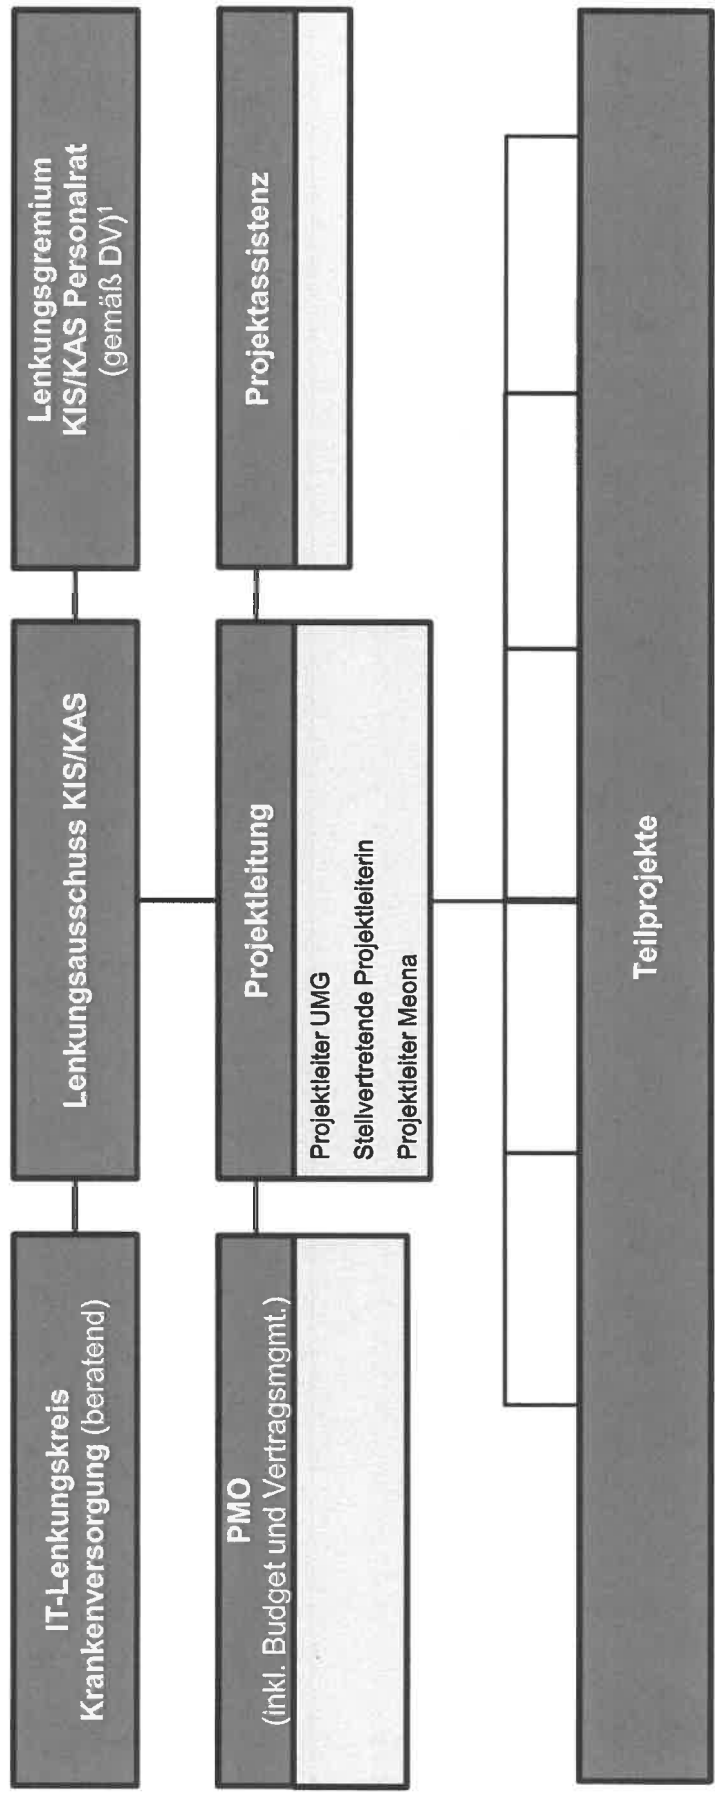 IT-Lenkungskreis
Krankenversorgung (beratend)
Lenkungsausschuss KIS/KAS
Lenkungsgremium
KIS/KAS Personalrat
(gemäß DV)¹
PMO
(inkl. Budget und Vertragsmgmt.)
Projektleitung
Projektleiter UMG
Stellvertretende Projektleiterin
Projektleiter Meona
Projektassistenz
Teilprojekte